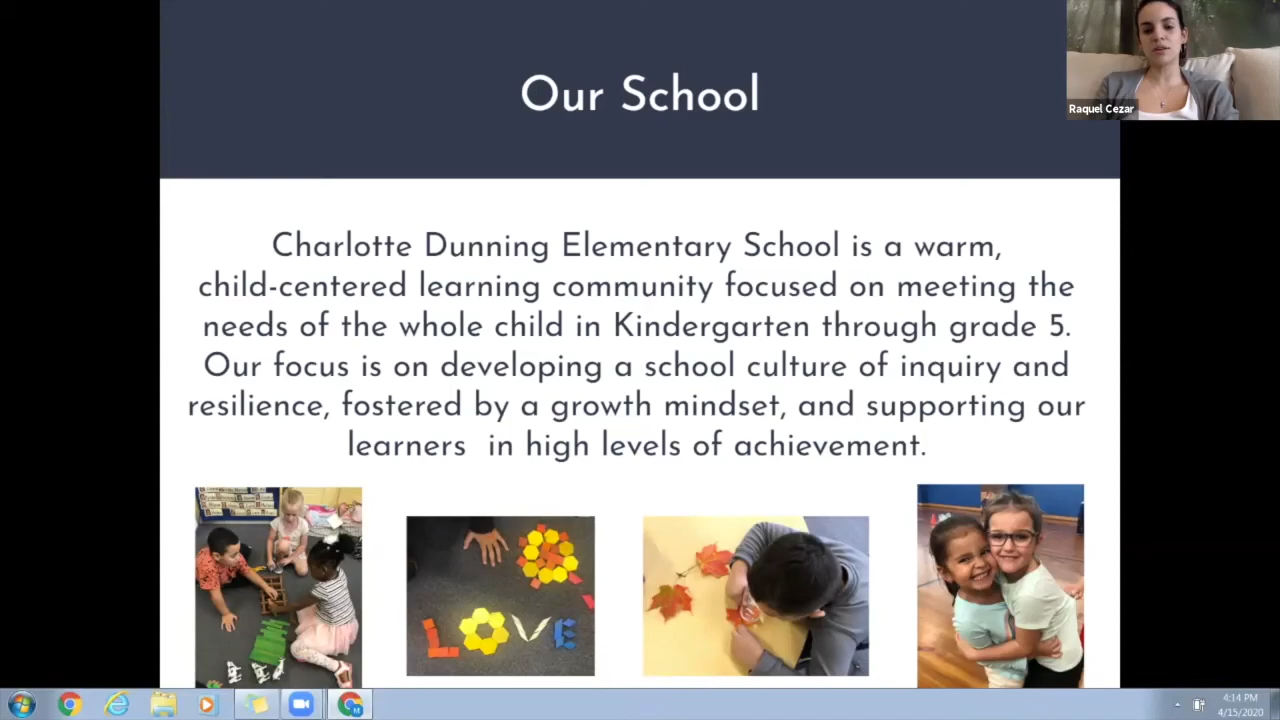 Our School
Raquel Cezar
Charlotte Dunning Elementary School is a warm,
child-centered learning community focused on meeting the
needs of the whole child in Kindergarten through grade 5.
Our focus is on developing a school culture of inquiry and
resilience, fostered by a growth mindset, and supporting our
learners in high levels of achievement.
LOVE
4:14 PM
4/15/2020